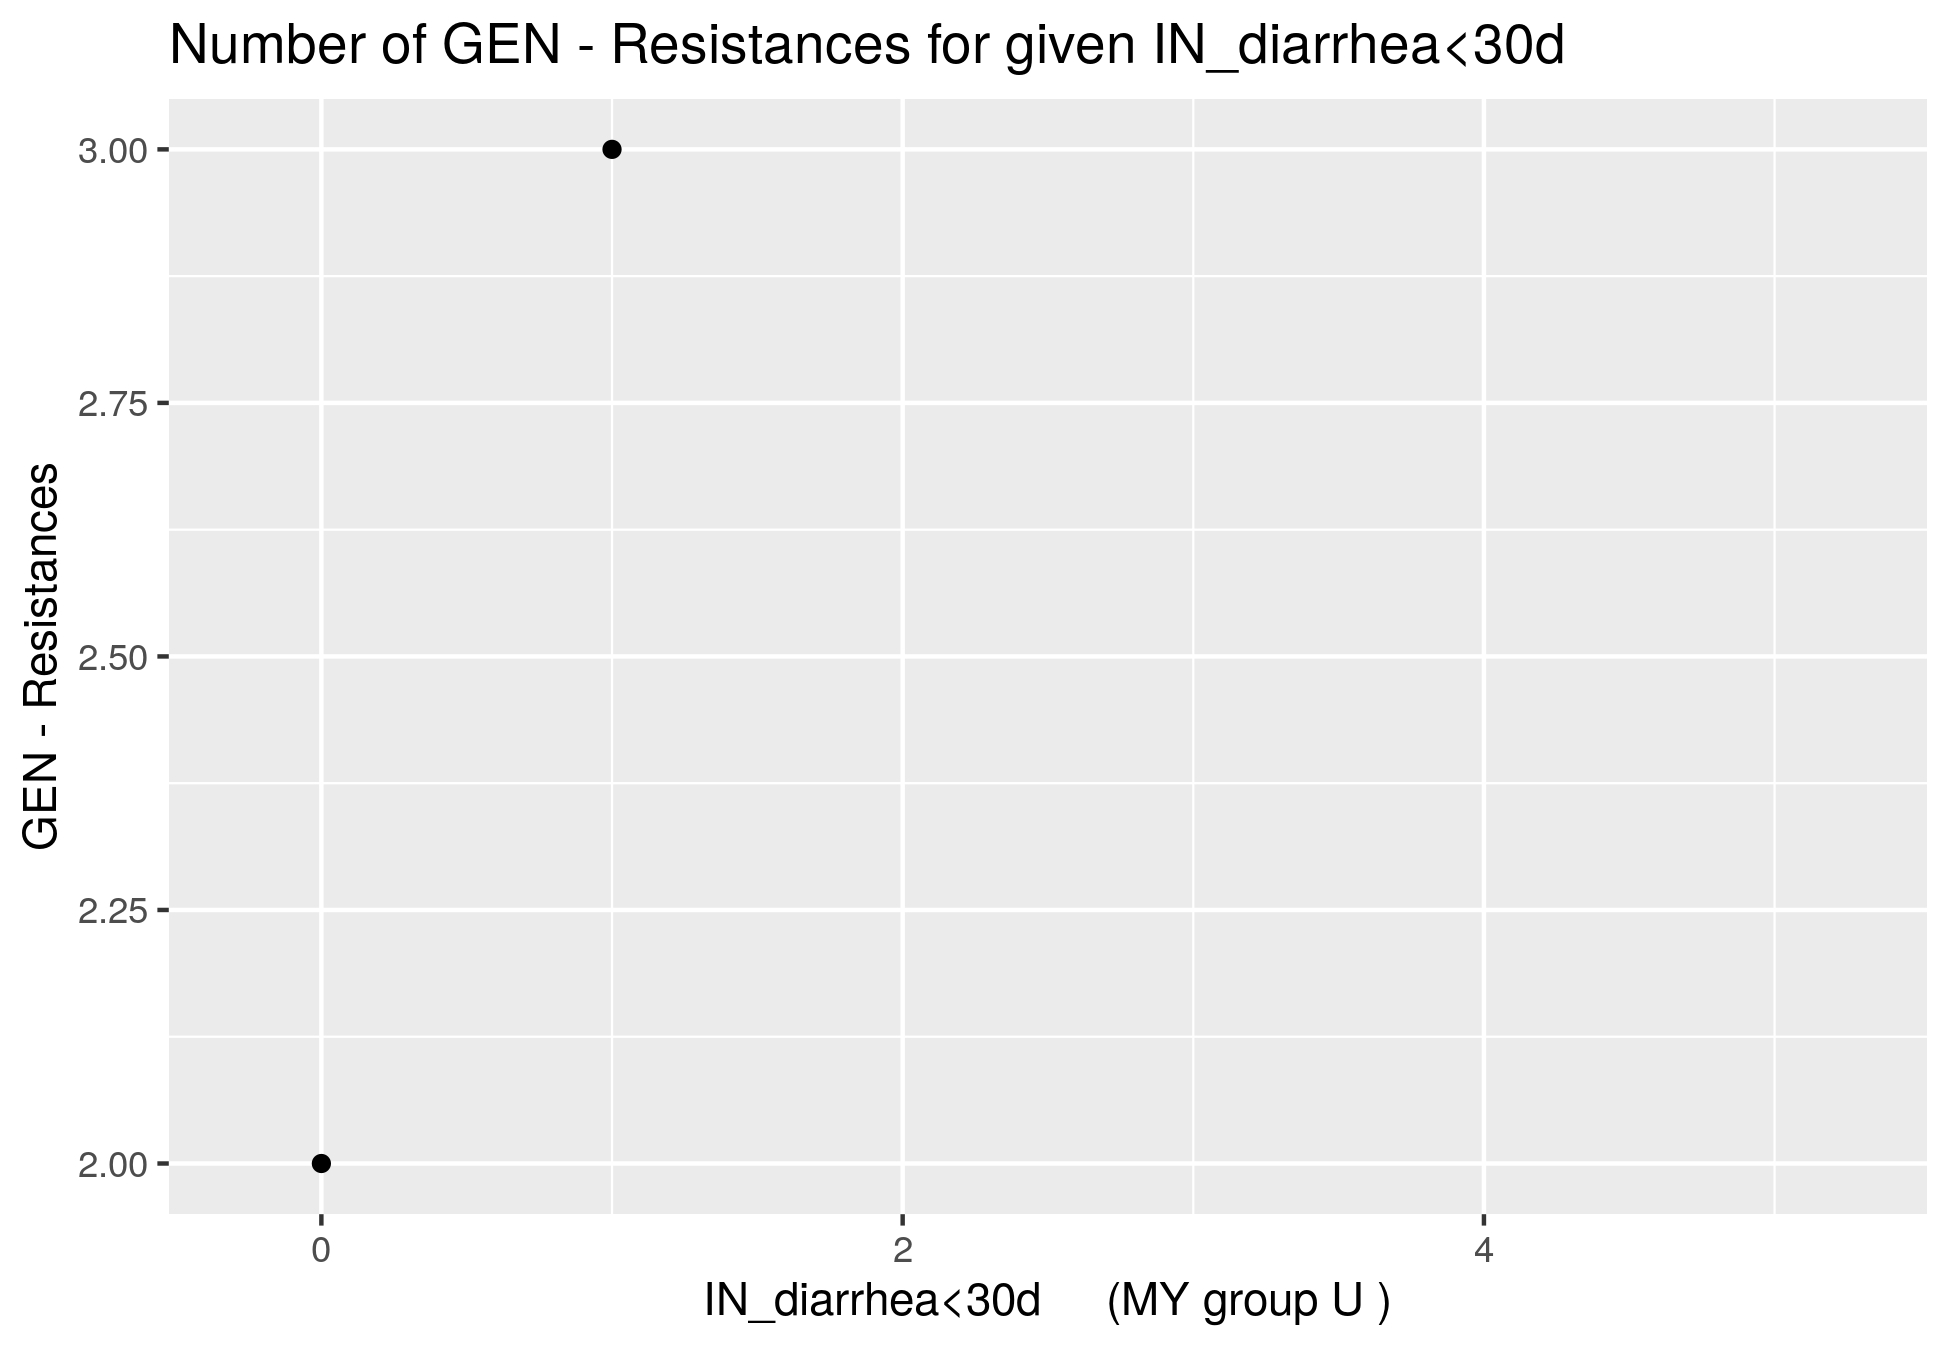 Number of GEN - Resistances for given IN_diarrhea<30d
3.00
2.75
2.50
2.25
2.00
GEN - Resistances
0 2 4
IN_diarrhea<30d (MY group U )